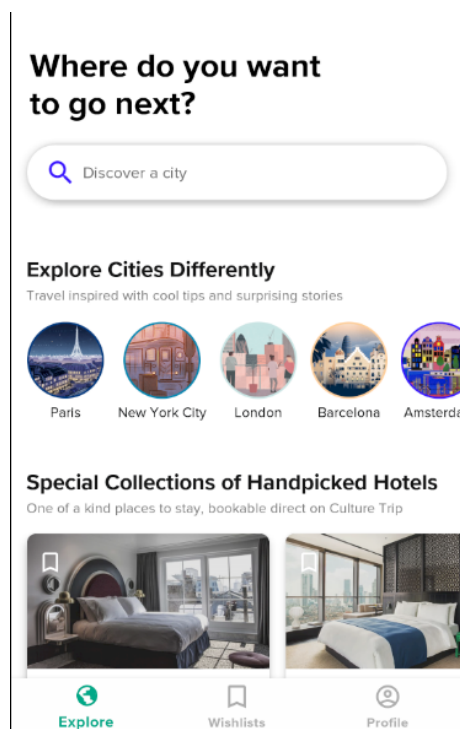 Where do you want
to go next?
Discover a city
Explore Cities Differently
Travel inspired with cool tips and surprising stories
Paris
New York City
London
Barcelona
Amsterda
Special Collections of Handpicked Hotels
One of a kind places to stay, bookable direct on Culture Trip
Explore
Wishlists
Profile